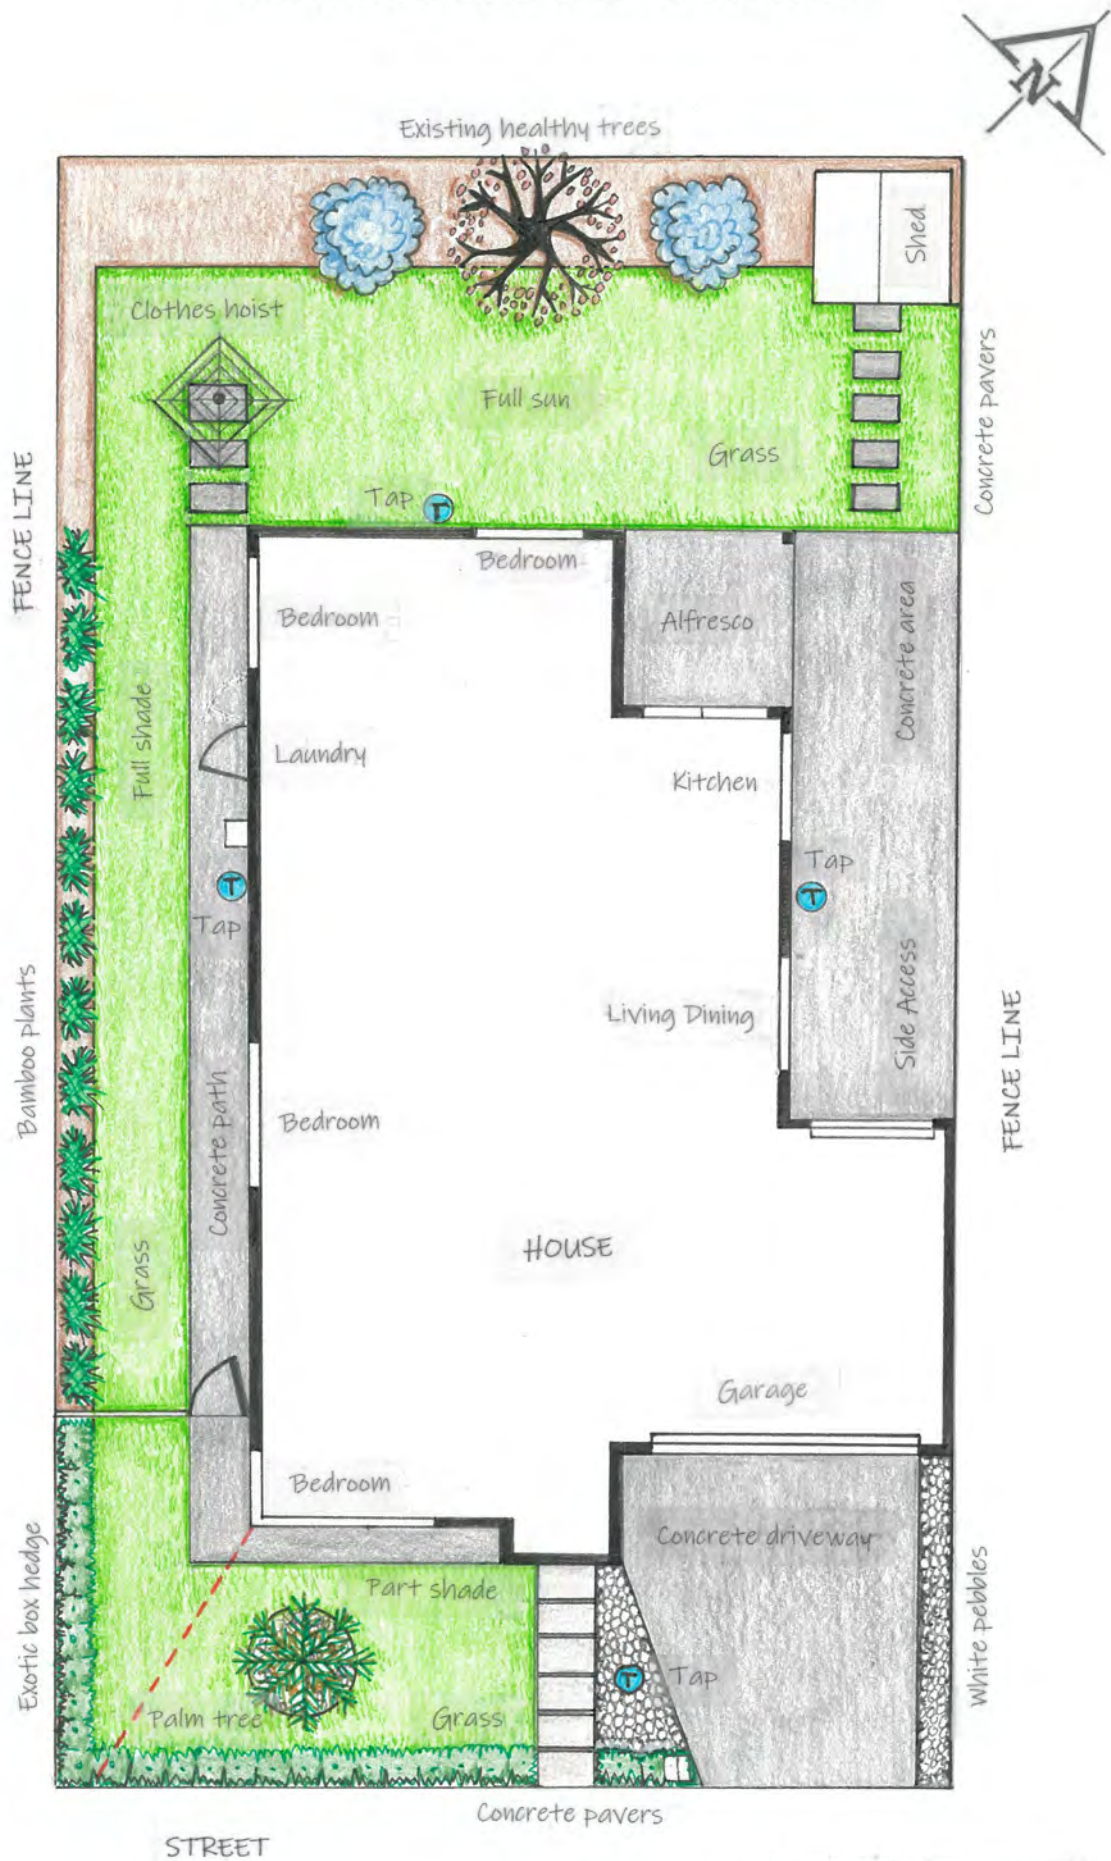 N
Existing healthy trees
Shed
Clothes hoist
Concrete pavers
Full sun
Grass
FENCE LINE
Tap
T
Bedroom
Bedroom
Alfresco
Concrete area
Full shade
Laundry
Kitchen
Tap
T
T
Tap
Bamboo plants
Living Dining
Side Access
FENCE LINE
Concrete path
Bedroom
HOUSE
Grass
Garage
Bedroom
Concrete driveway
Exotic box hedge
Part shade
White pebbles
T
Tap
Palm tree
Grass
Concrete pavers
STREET